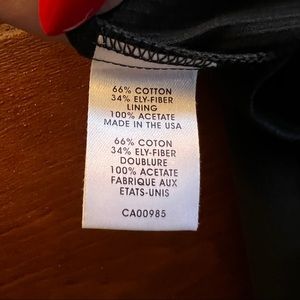 66% COTTON
34% ELY-FIBER
LINING
100% ACETATE
MADE IN THE USA
66% COTTON
34% ELY-FIBER
DOUBLURE
100% ACETATE
FABRIQUE AUX
ETATS-UNIS
CA00985